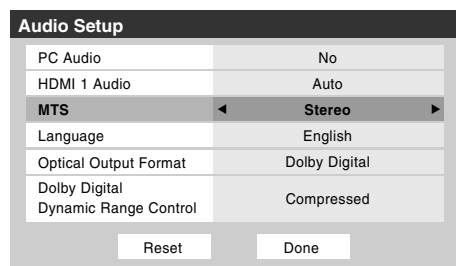 Audio Setup
PC Audio No
HDMI 1 Audio Auto
MTS Stereo
Language English
Optical Output Format Dolby Digital
Dolby Digital
Dynamic Range Control Compressed
Reset Done